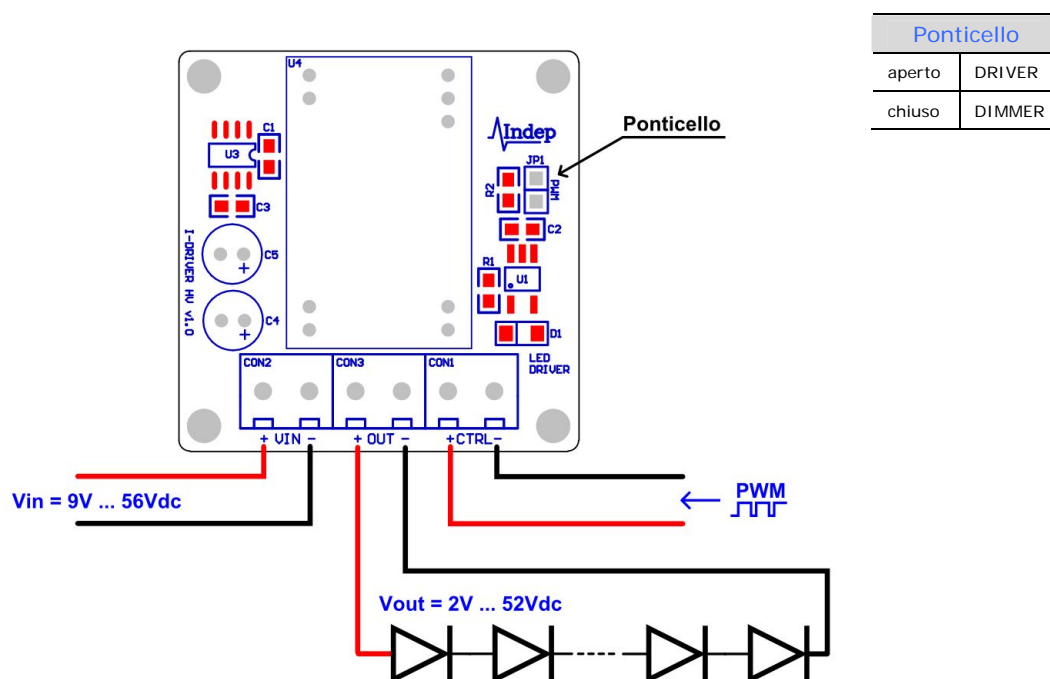 U4
C1
U3
C3
C5
C4
I-DRIVER HV v1.0
Indep
JP1
PWM
R2
C2
R1
U1
D1
LED
DRIVER
CON2
CON3
CON1
+ VIN -
+ OUT -
+CTRL-
+
+
Ponticello
Ponticello
aperto DRIVER
chiuso DIMMER
Vin = 9V ... 56Vdc
PWM
Vout = 2V ... 52Vdc